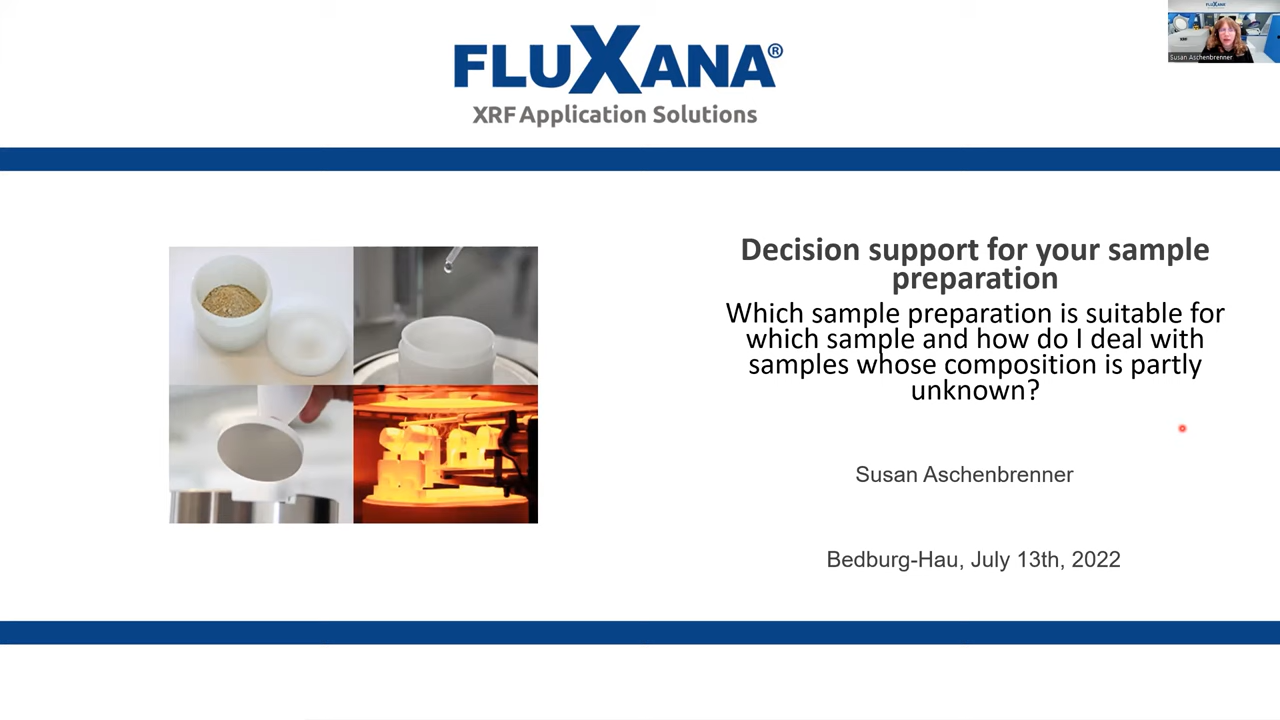 FLUXANA®
XRF Application Solutions
FLUXANA
Susan Aschenbrenner
Decision support for your sample
preparation
Which sample preparation is suitable for
which sample and how do I deal with
samples whose composition is partly
unknown?
Susan Aschenbrenner
Bedburg-Hau, July 13th, 2022